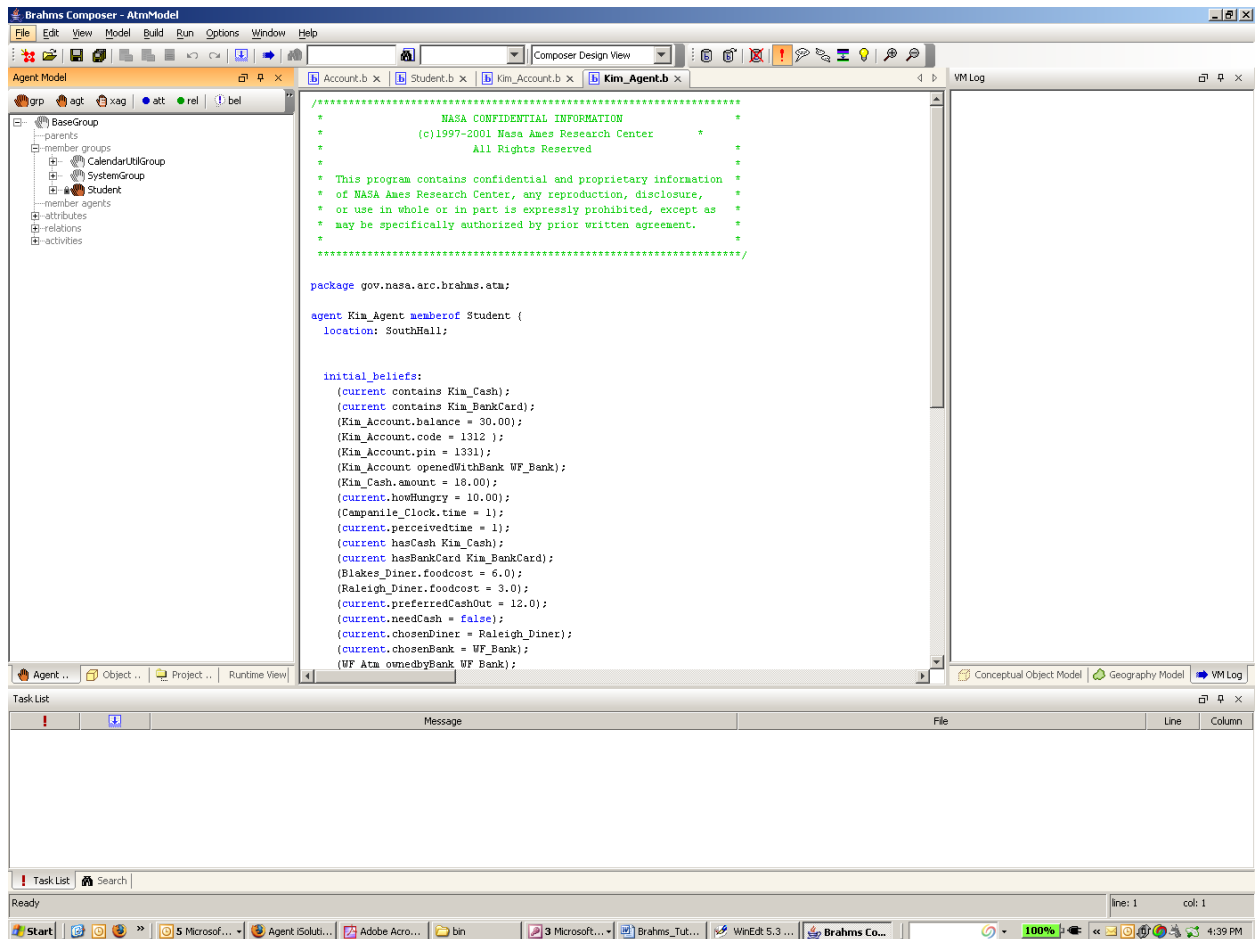 Brahms Composer - AtmModel
File Edit View Model Build Run Options Window Help
Composer Design View
Agent Model
grp agt xag att rel bel
BaseGroup
parents
member groups
CalendarUtilGroup
SystemGroup
Student
member agents
attributes
relations
activities
Agent .. Object .. Project .. Runtime View
Account.b Student.b Kim_Account.b Kim_Agent.b
/********************************************************************
* NASA CONFIDENTIAL INFORMATION *
* (c)1997-2001 Nasa Ames Research Center *
* All Rights Reserved *
* *
* This program contains confidential and proprietary information *
* of NASA Ames Research Center, any reproduction, disclosure, *
* or use in whole or in part is expressly prohibited, except as *
* may be specifically authorized by prior written agreement. *
* *
********************************************************************/
package gov.nasa.arc.brahms.atm;
agent Kim_Agent memberof Student {
location: SouthHall;
initial_beliefs:
(current contains Kim_Cash);
(current contains Kim_BankCard);
(Kim_Account.balance = 30.00);
(Kim_Account.code = 1312 );
(Kim_Account.pin = 1331);
(Kim_Account openedWithBank WF_Bank);
(Kim_Cash.amount = 18.00);
(current.howHungry = 10.00);
(Campanile_Clock.time = 1);
(current.perceivedtime = 1);
(current hasCash Kim_Cash);
(current hasBankCard Kim_BankCard);
(Blakes_Diner.foodcost = 6.0);
(Raleigh_Diner.foodcost = 3.0);
(current.preferredCashOut = 12.0);
(current.needCash = false);
(current.chosenDiner = Raleigh_Diner);
(current.chosenBank = WF_Bank);
(WF_Atm ownedbyBank WF_Bank);
VM Log
Conceptual Object Model Geography Model VM Log
Task List
! Message File Line Column
Task List Search
Ready line: 1 col: 1
Start 5 Microsof... Agent iSoluti... Adobe Acro... bin 3 Microsoft... Brahms_Tut... WinEdt 5.3 ... Brahms Co... 100% 4:39 PM